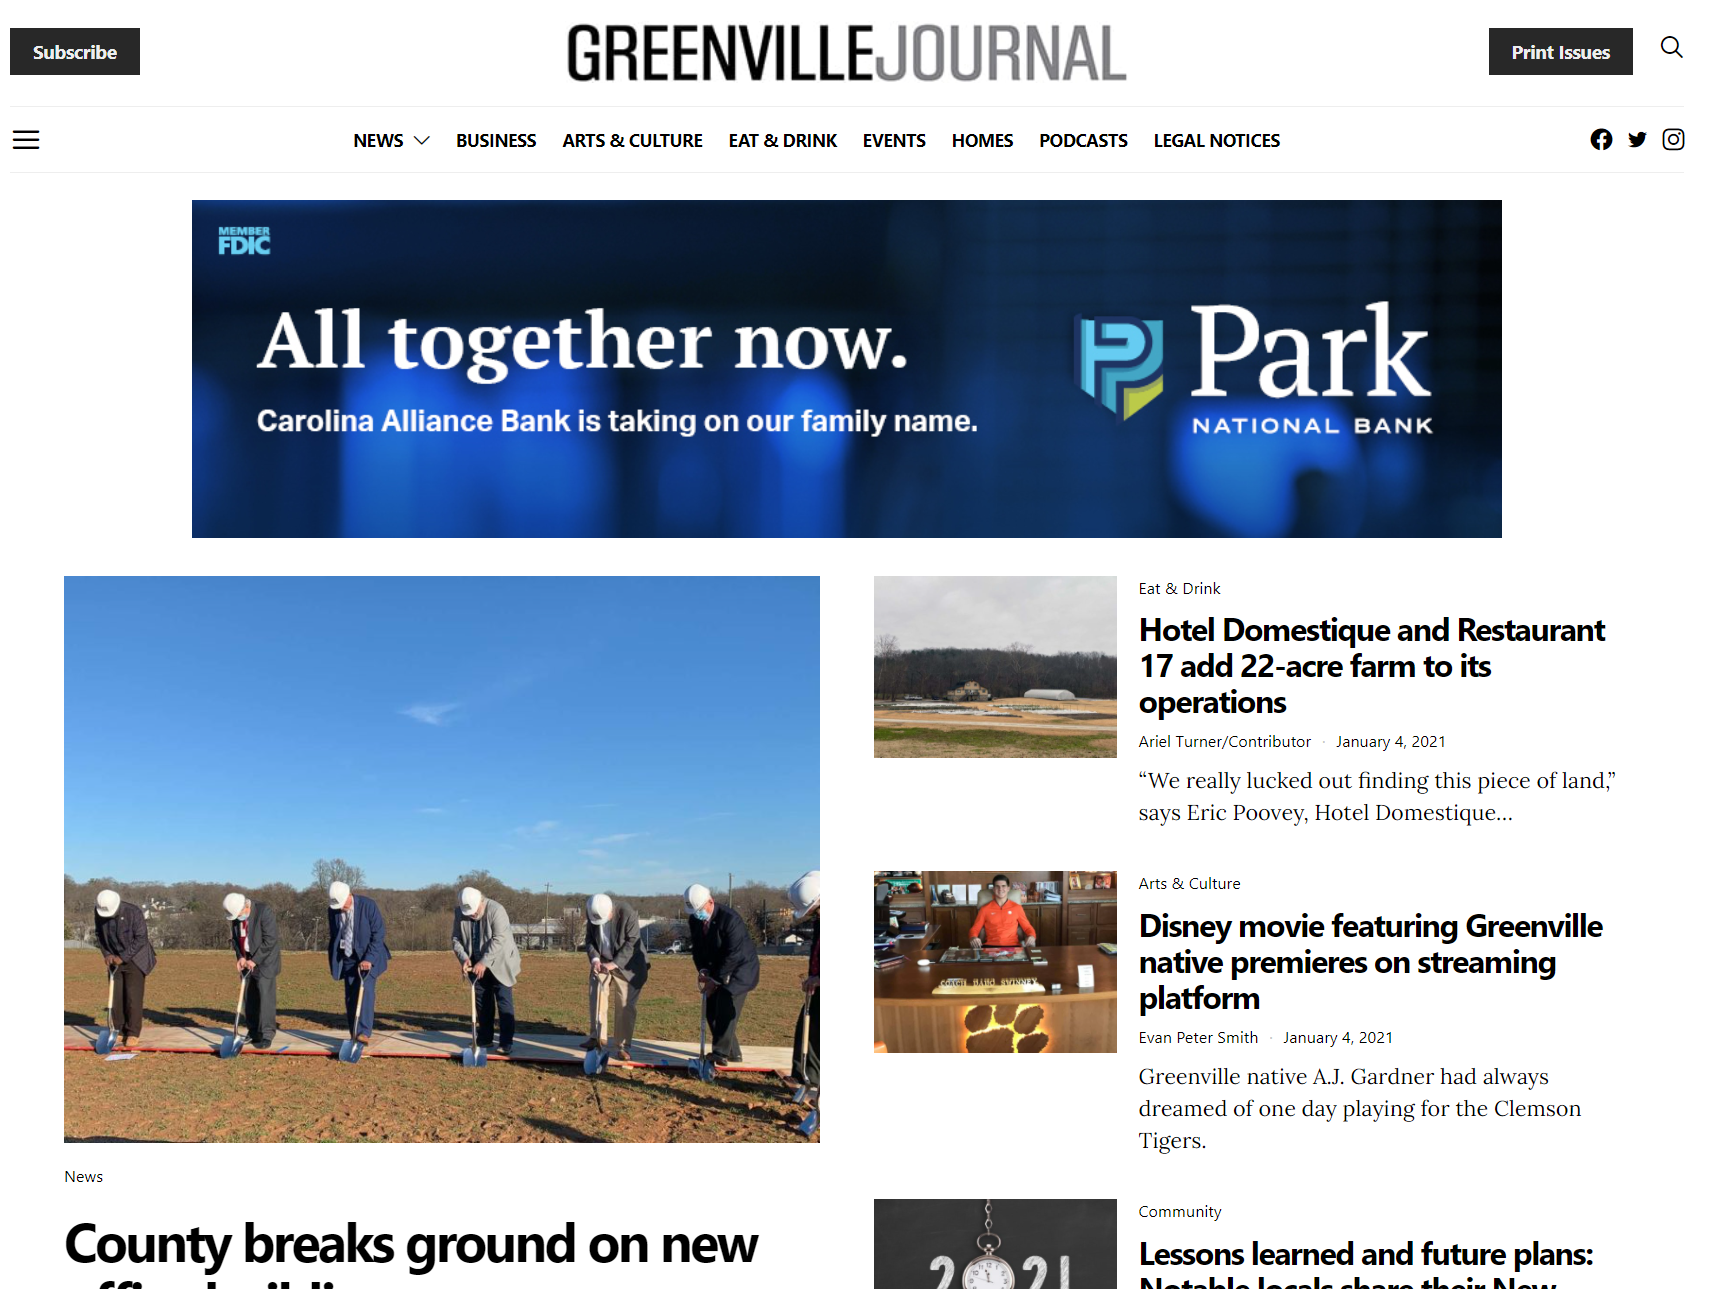 Subscribe
GREENVILLEJOURNAL
Print Issues
NEWS BUSINESS ARTS & CULTURE EAT & DRINK EVENTS HOMES PODCASTS LEGAL NOTICES
MEMBER
FDIC
All together now.
Carolina Alliance Bank is taking on our family name.
Park
NATIONAL BANK
News
County breaks ground on new
Eat & Drink
Hotel Domestique and Restaurant
17 add 22-acre farm to its
operations
Ariel Turner/Contributor · January 4, 2021
“We really lucked out finding this piece of land,”
says Eric Poovey, Hotel Domestique...
Arts & Culture
Disney movie featuring Greenville
native premieres on streaming
platform
Evan Peter Smith · January 4, 2021
Greenville native A.J. Gardner had always
dreamed of one day playing for the Clemson
Tigers.
Community
Lessons learned and future plans:
Notable locals share their New